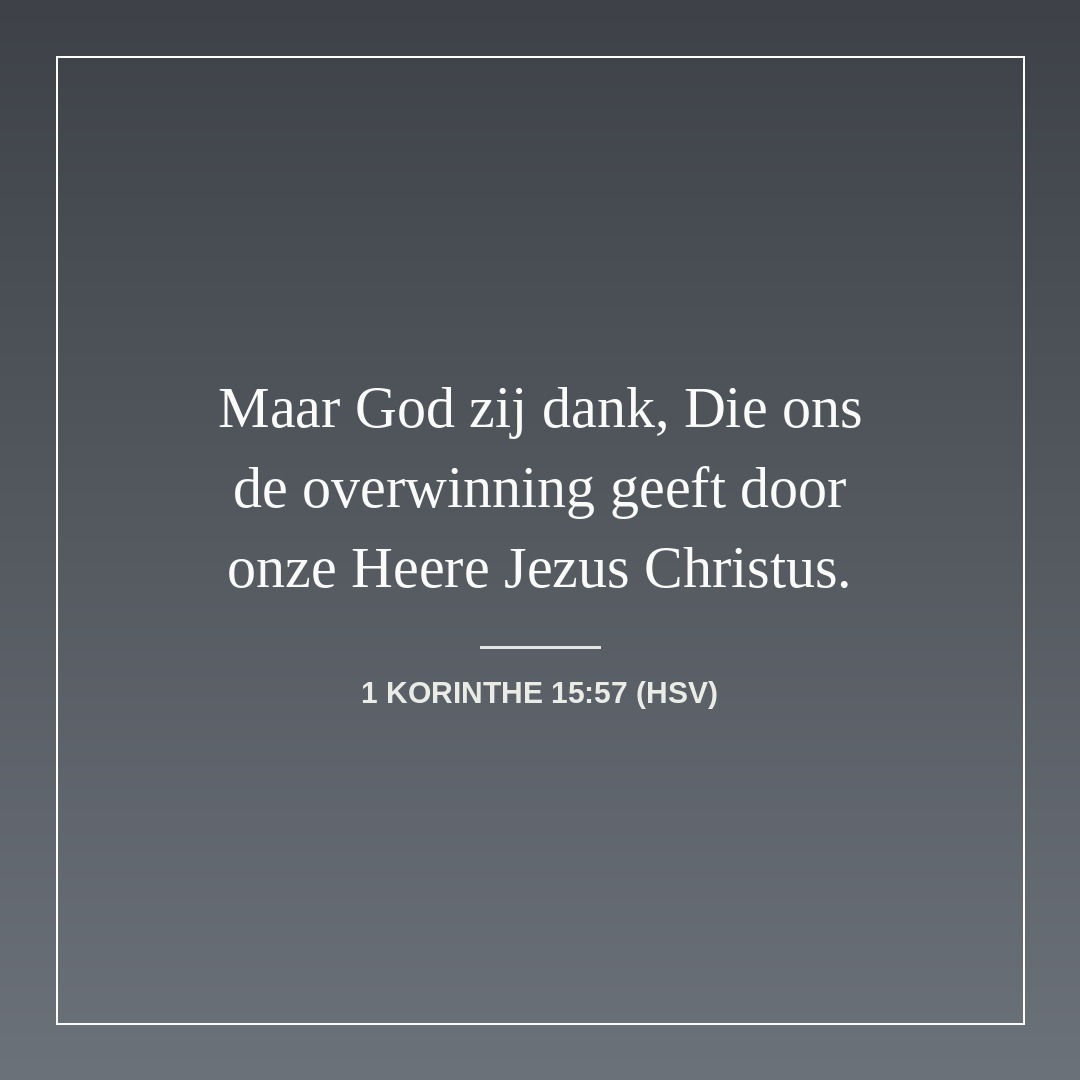 Maar God zij dank, Die ons
de overwinning geeft door
onze Heere Jezus Christus.
1 KORINTHE 15:57 (HSV)